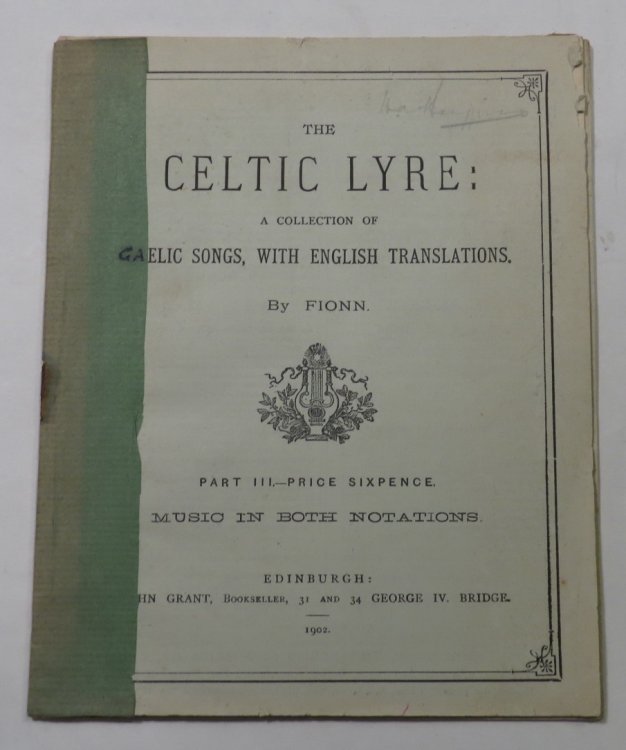 THE
CELTIC LYRE:
A COLLECTION OF
GAELIC SONGS, WITH ENGLISH TRANSLATIONS.
By FIONN.
PART III.—PRICE SIXPENCE.
MUSIC IN BOTH NOTATIONS.
EDINBURGH:
HN GRANT, BOOKSELLER, 31 AND 34 GEORGE IV. BRIDGE.
1902.